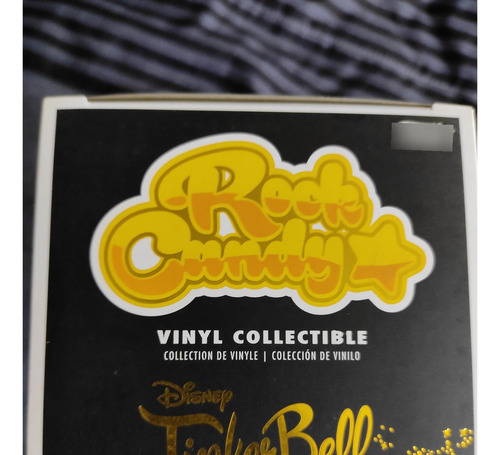 Rock
Candy
VINYL COLLECTIBLE
COLLECTION DE VINYLE | COLECCIÓN DE VINILO
Disney
Tinker Bell